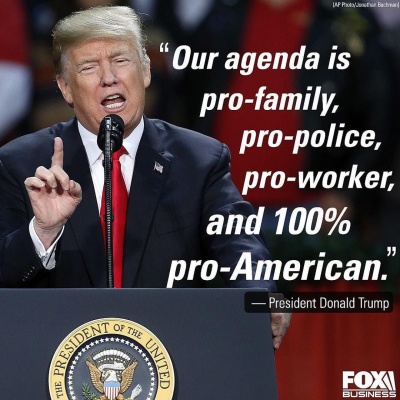 [AP Photo/Jonathan Bachman]
“Our agenda is
pro-family,
pro-police,
pro-worker,
and 100%
pro-American.”
— President Donald Trump
PRESIDENT OF THE UNITED
FOX
BUSINESS